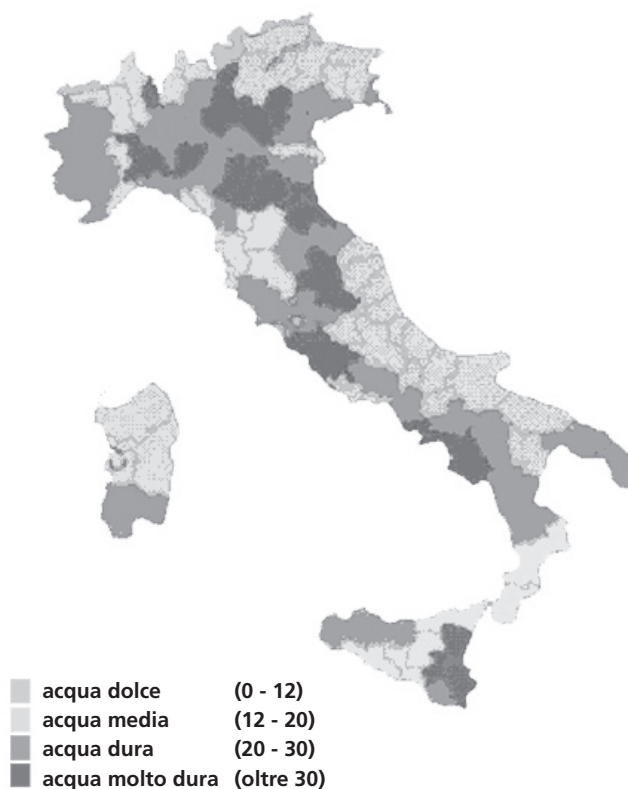 acqua dolce (0 - 12)
acqua media (12 - 20)
acqua dura (20 - 30)
acqua molto dura (oltre 30)